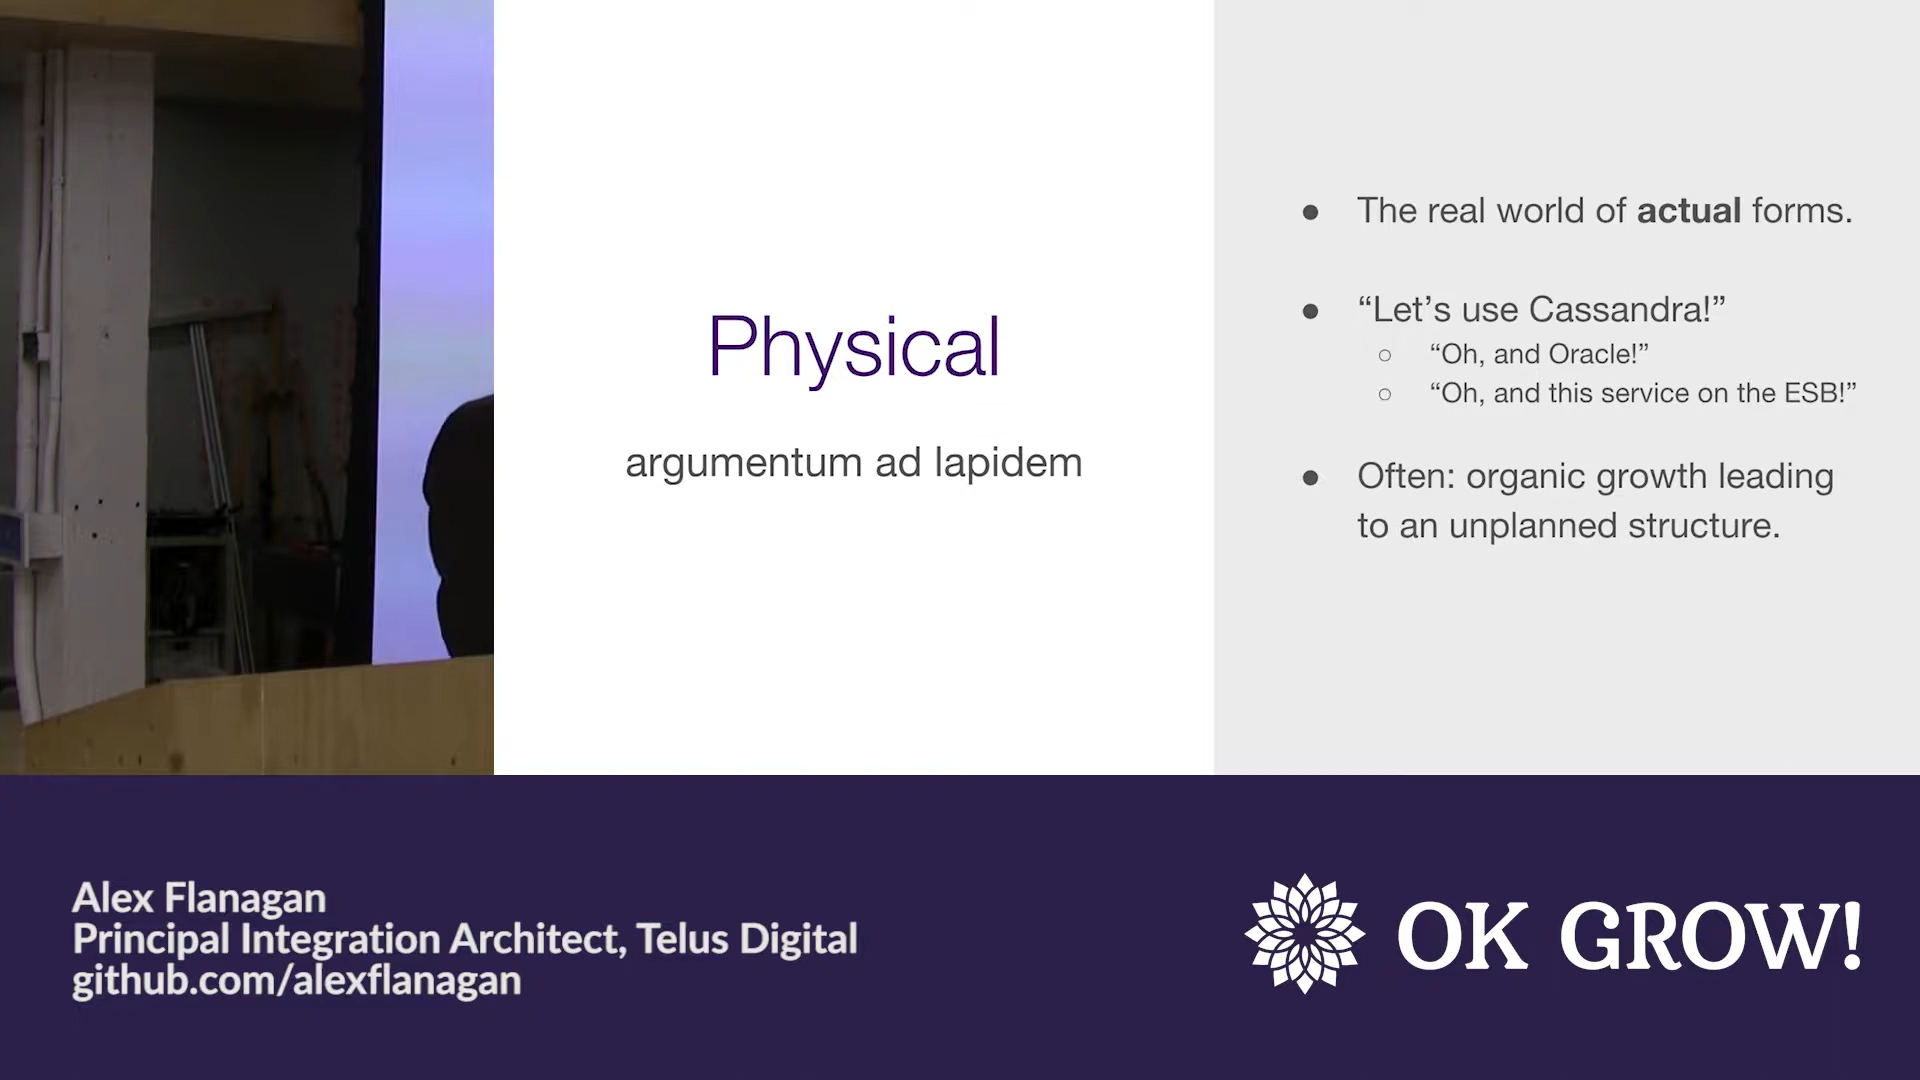 Physical
argumentum ad lapidem
● The real world of actual forms.
● “Let’s use Cassandra!”
○ “Oh, and Oracle!”
○ “Oh, and this service on the ESB!”
● Often: organic growth leading
to an unplanned structure.
Alex Flanagan
Principal Integration Architect, Telus Digital
github.com/alexflanagan
OK GROW!